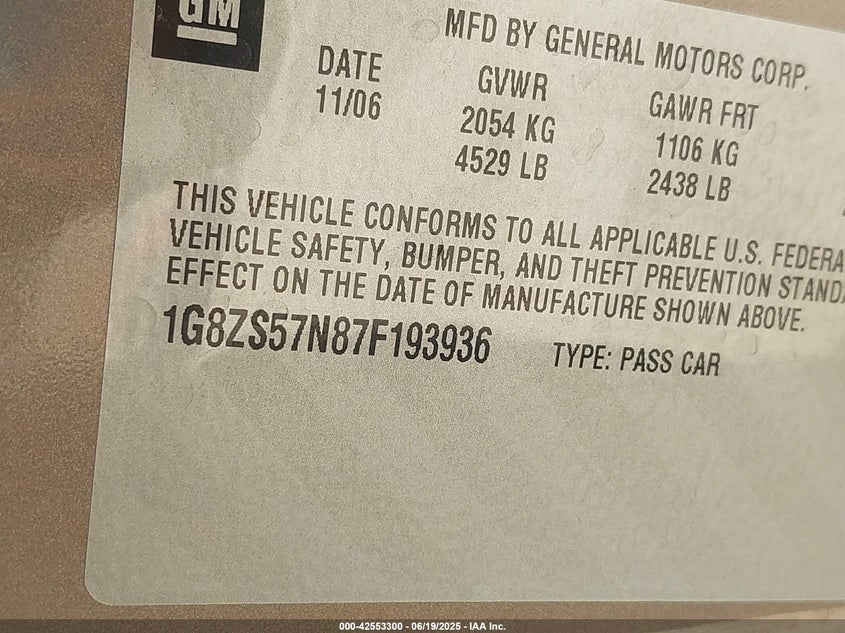 GM
MFD BY GENERAL MOTORS CORP.
DATE GVWR GAWR FRT
11/06 2054 KG 1106 KG
4529 LB 2438 LB
THIS VEHICLE CONFORMS TO ALL APPLICABLE U.S. FEDERA
VEHICLE SAFETY, BUMPER, AND THEFT PREVENTION STANDA
EFFECT ON THE DATE OF MANUFACTURE SHOWN ABOVE.
1G8ZS57N87F193936 TYPE: PASS CAR
000-42553300 - 06/19/2025 - IAA Inc.